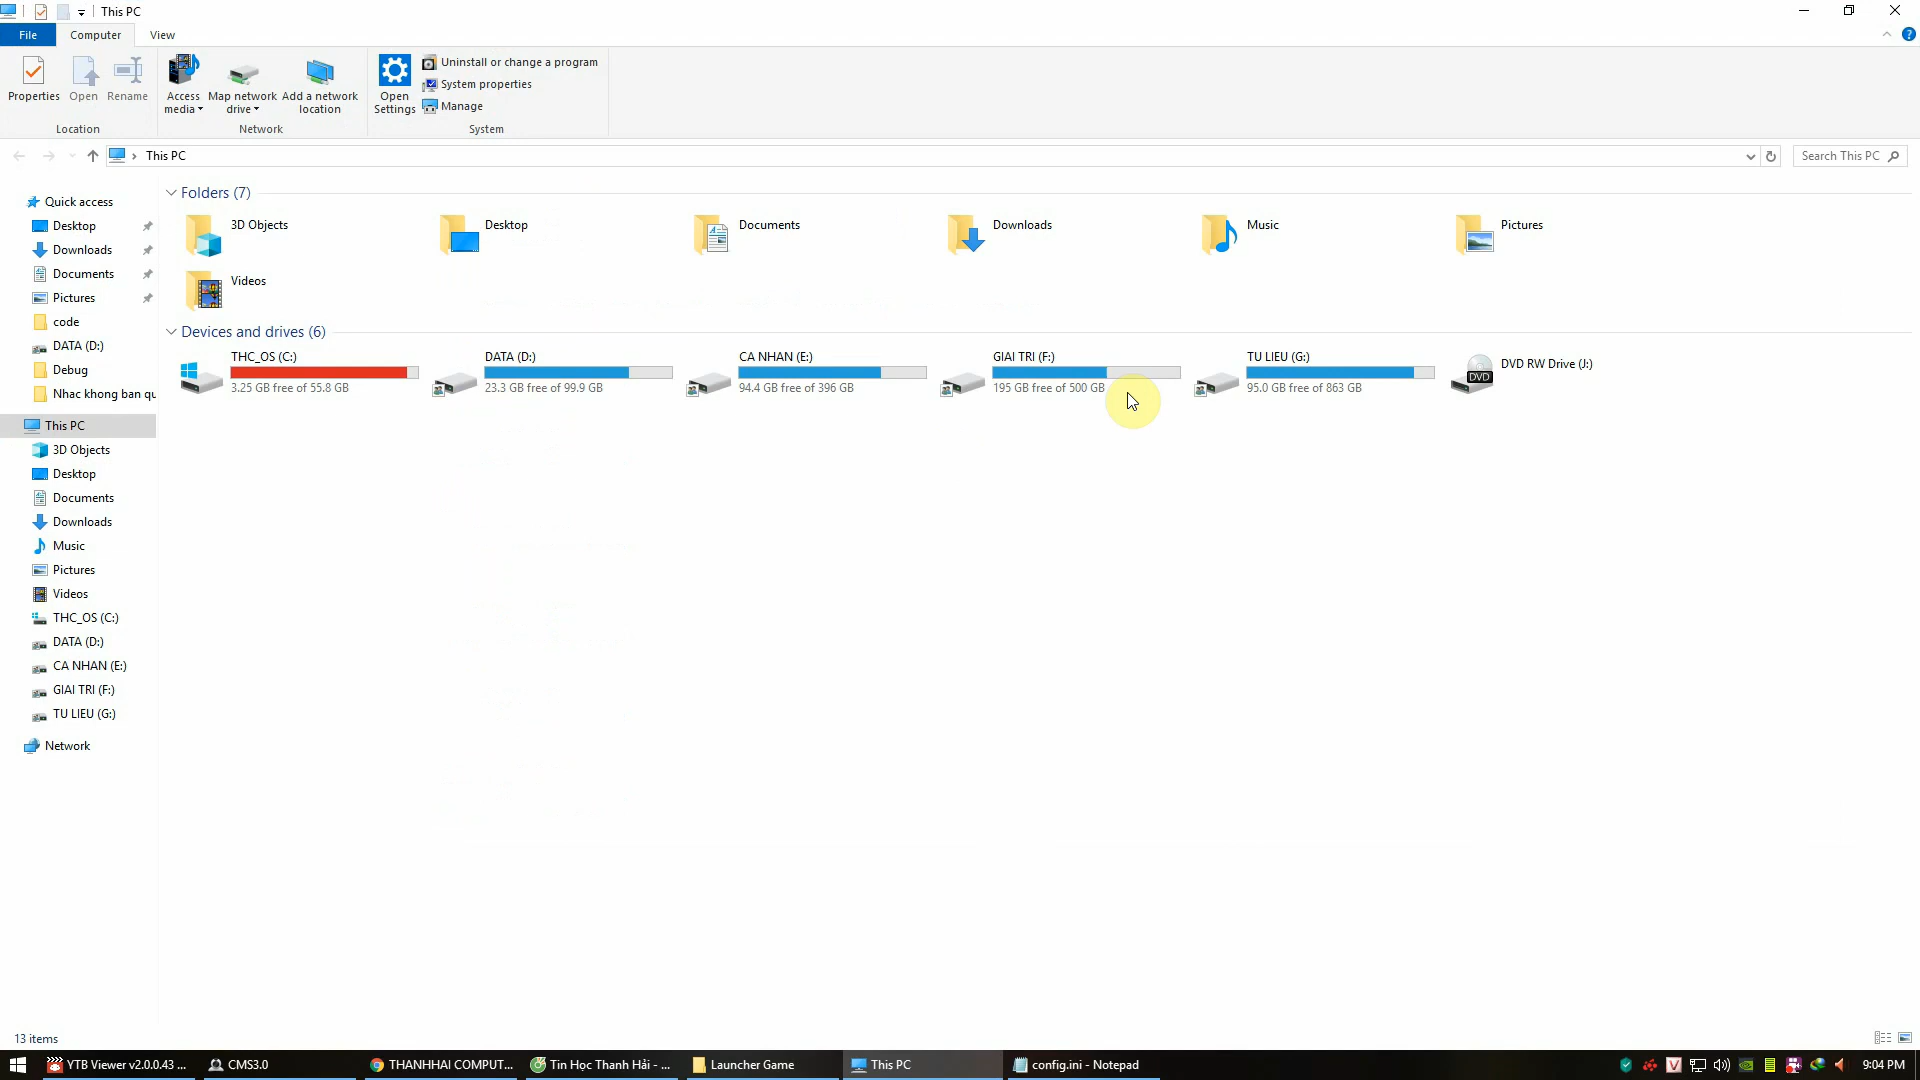 This PC
File
Computer
View
Properties
Open
Rename
Access media
Map network drive
Add a network location
Open Settings
Uninstall or change a program
System properties
Manage
Location
Network
System
This PC
Search This PC
Quick access
Desktop
Downloads
Documents
Pictures
code
DATA (D:)
Debug
Nhac khong ban qu
This PC
3D Objects
Desktop
Documents
Downloads
Music
Pictures
Videos
THC_OS (C:)
DATA (D:)
CA NHAN (E:)
GIAI TRI (F:)
TU LIEU (G:)
Network
Folders (7)
3D Objects
Desktop
Documents
Downloads
Music
Pictures
Videos
Devices and drives (6)
THC_OS (C:)
3.25 GB free of 55.8 GB
DATA (D:)
23.3 GB free of 99.9 GB
CA NHAN (E:)
94.4 GB free of 396 GB
GIAI TRI (F:)
195 GB free of 500 GB
TU LIEU (G:)
95.0 GB free of 863 GB
DVD
DVD RW Drive (J:)
13 items
YTB Viewer v2.0.0.43 ...
CMS3.0
THANHHAI COMPUT...
Tin Học Thanh Hải - ...
Launcher Game
This PC
config.ini - Notepad
9:04 PM